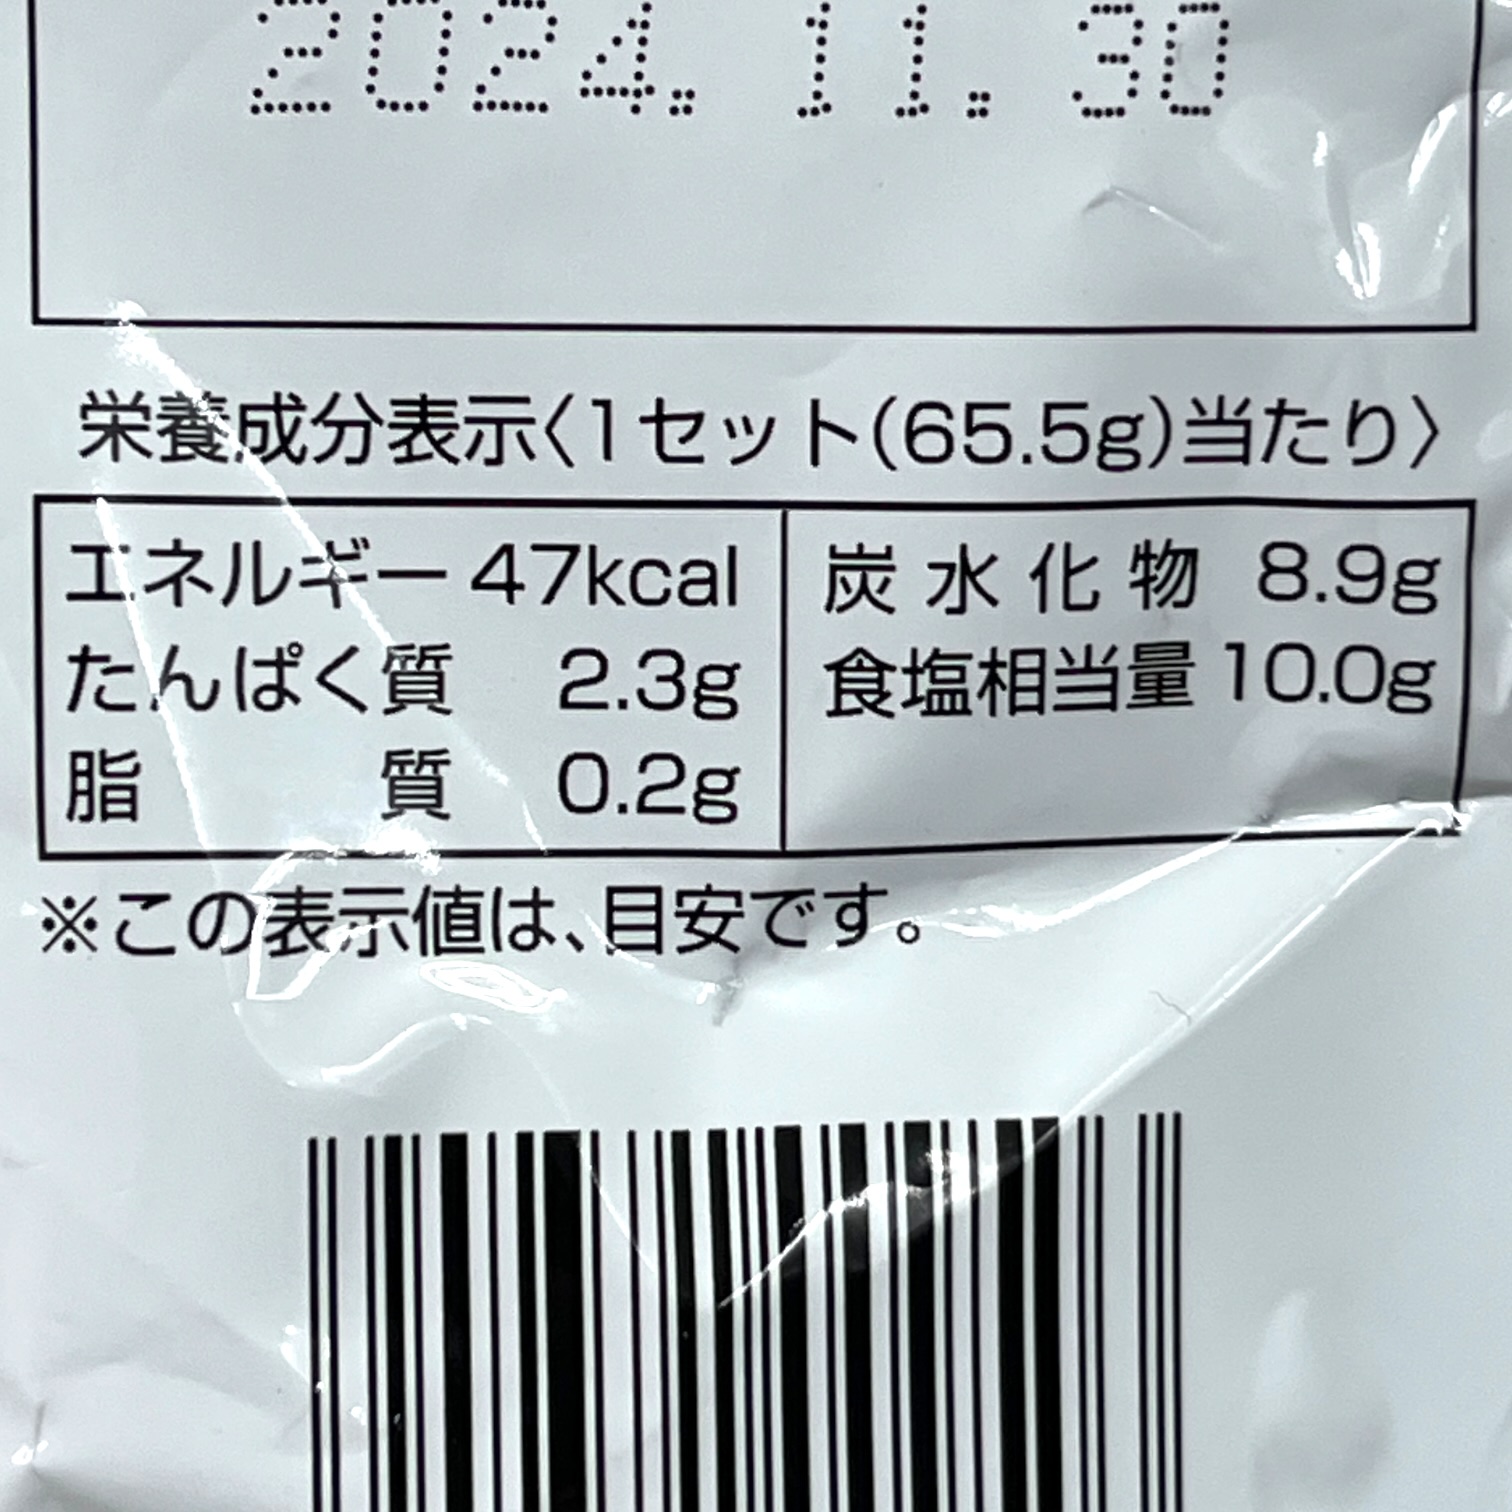 2024. 11. 30
栄養成分表示〈1セット(65.5g)当たり〉
エネルギー 47kcal
たんぱく質 2.3g
脂質 0.2g
炭水化物 8.9g
食塩相当量 10.0g
※この表示値は、目安です。